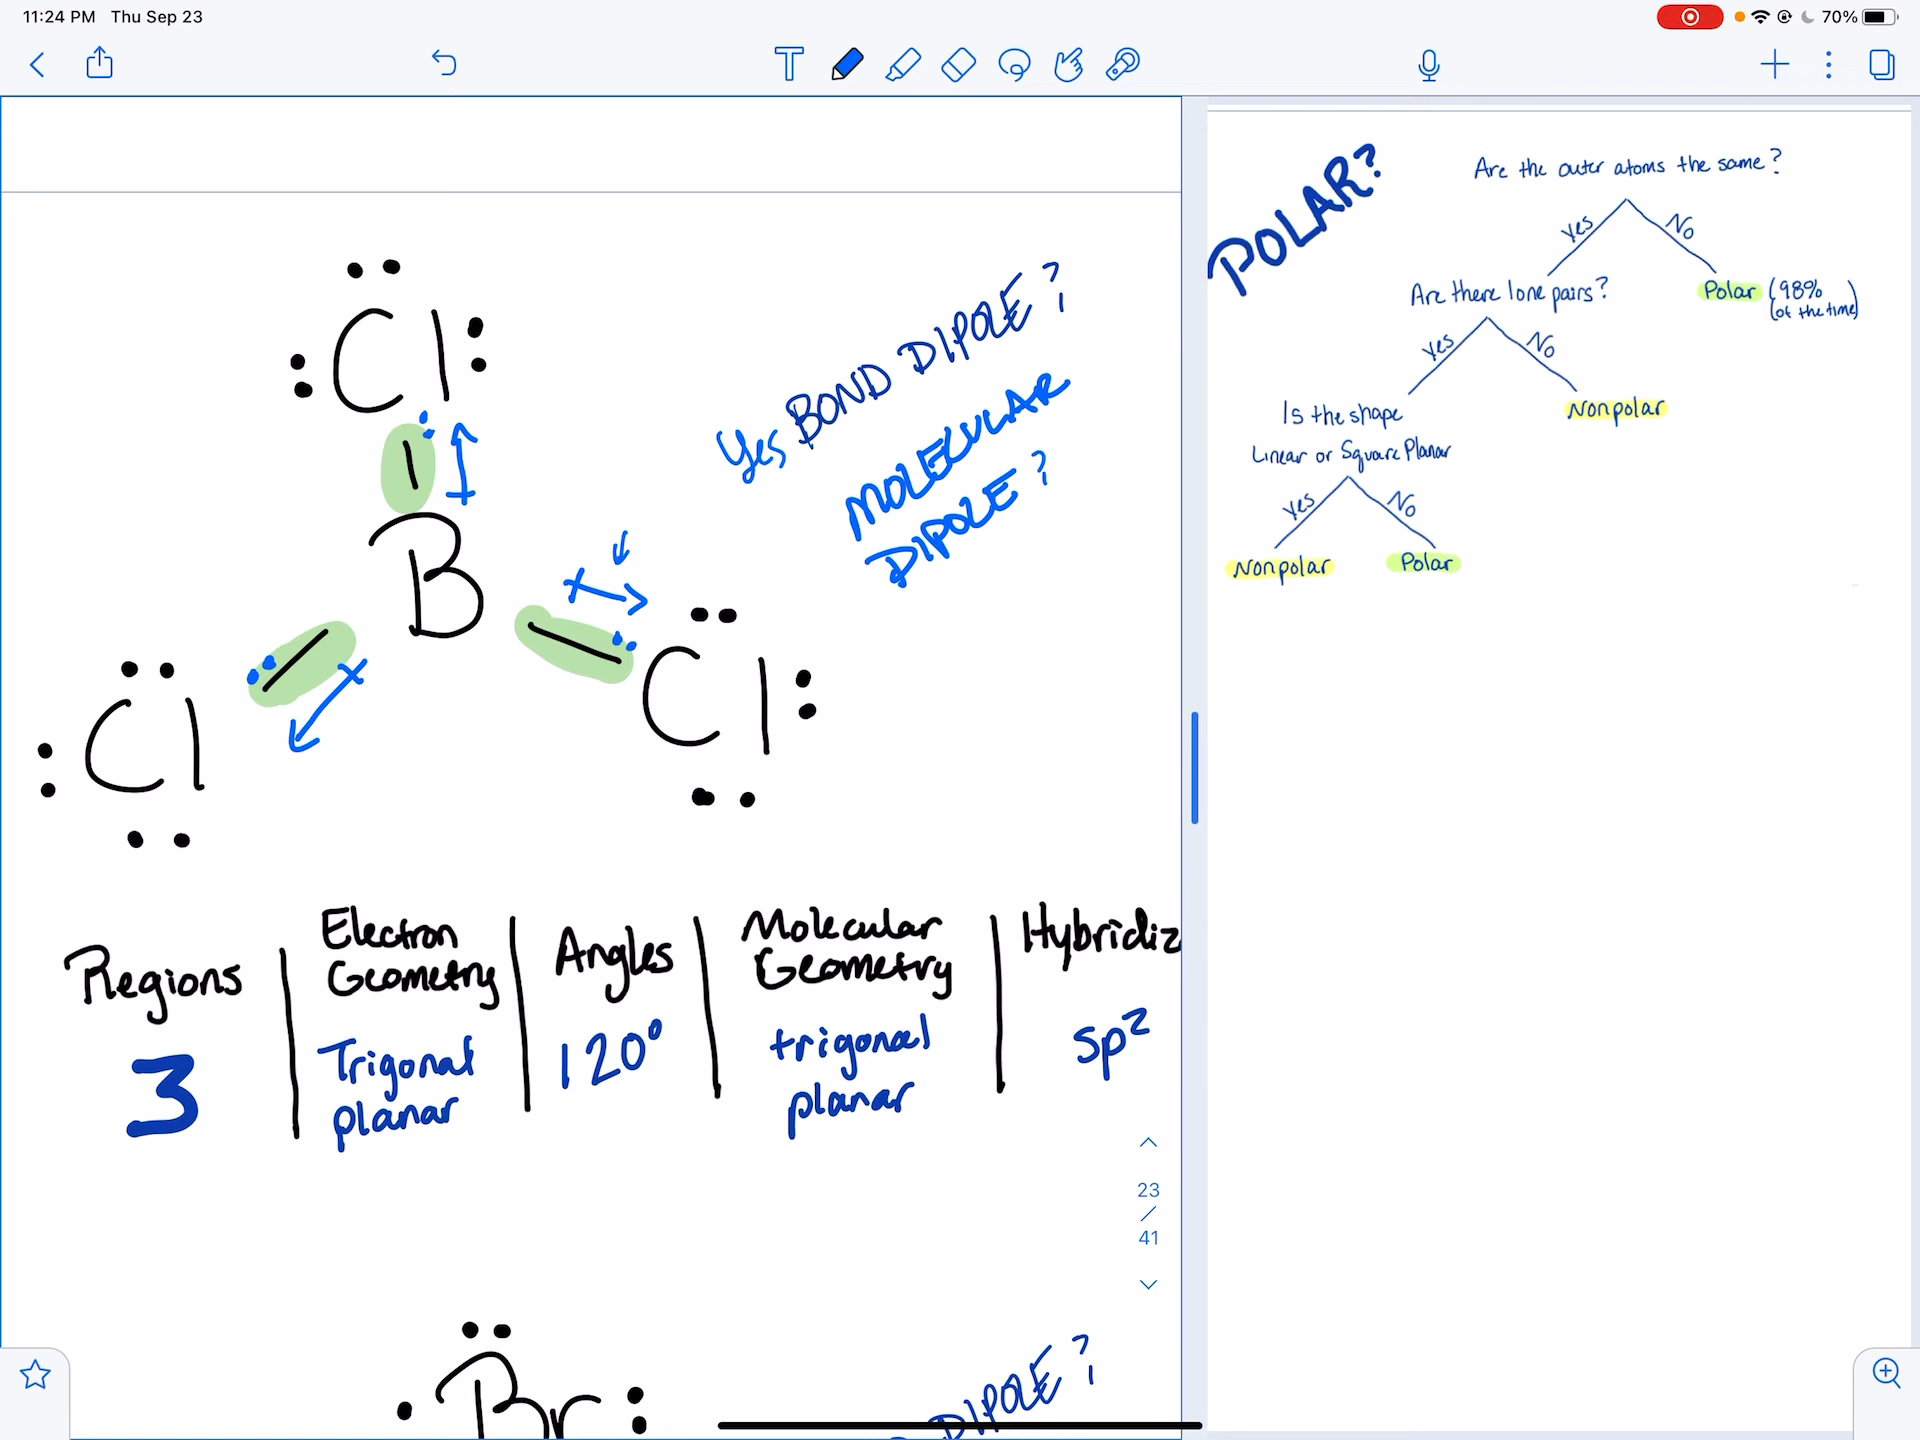 11:24 PM Thu Sep 23
70%
T
POLAR?
Are the outer atoms the same?
Yes No
Are there lone pairs? Polar (98% of the time)
Yes No
Is the shape Nonpolar
Linear or Square Planar
Yes No
Nonpolar Polar
Cl
B
Cl
Cl
Yes BOND DIPOLE?
MOLECULAR
DIPOLE?
Regions Electron Geometry Angles Molecular Geometry Hybridiz
3 Trigonal planar 120° trigonal planar sp²
23
/
41
Br
DIPOLE?